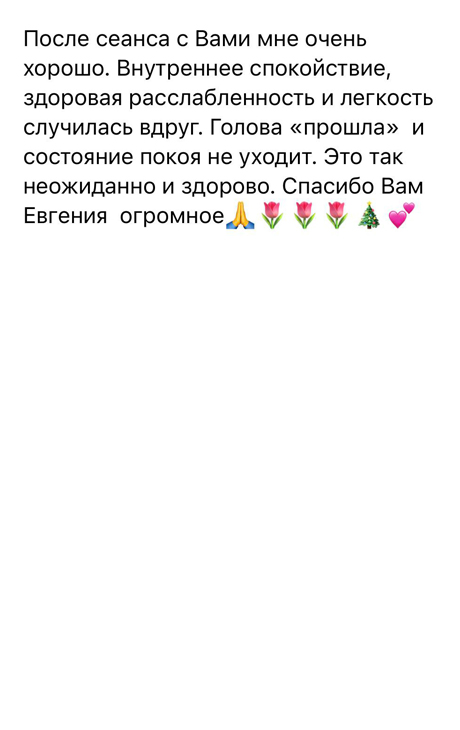 После сеанса с Вами мне очень
хорошо. Внутреннее спокойствие,
здоровая расслабленность и легкость
случилась вдруг. Голова «прошла»  и
состояние покоя не уходит. Это так
неожиданно и здорово. Спасибо Вам
Евгения  огромное🙏🌷🌷🌷🎄💕